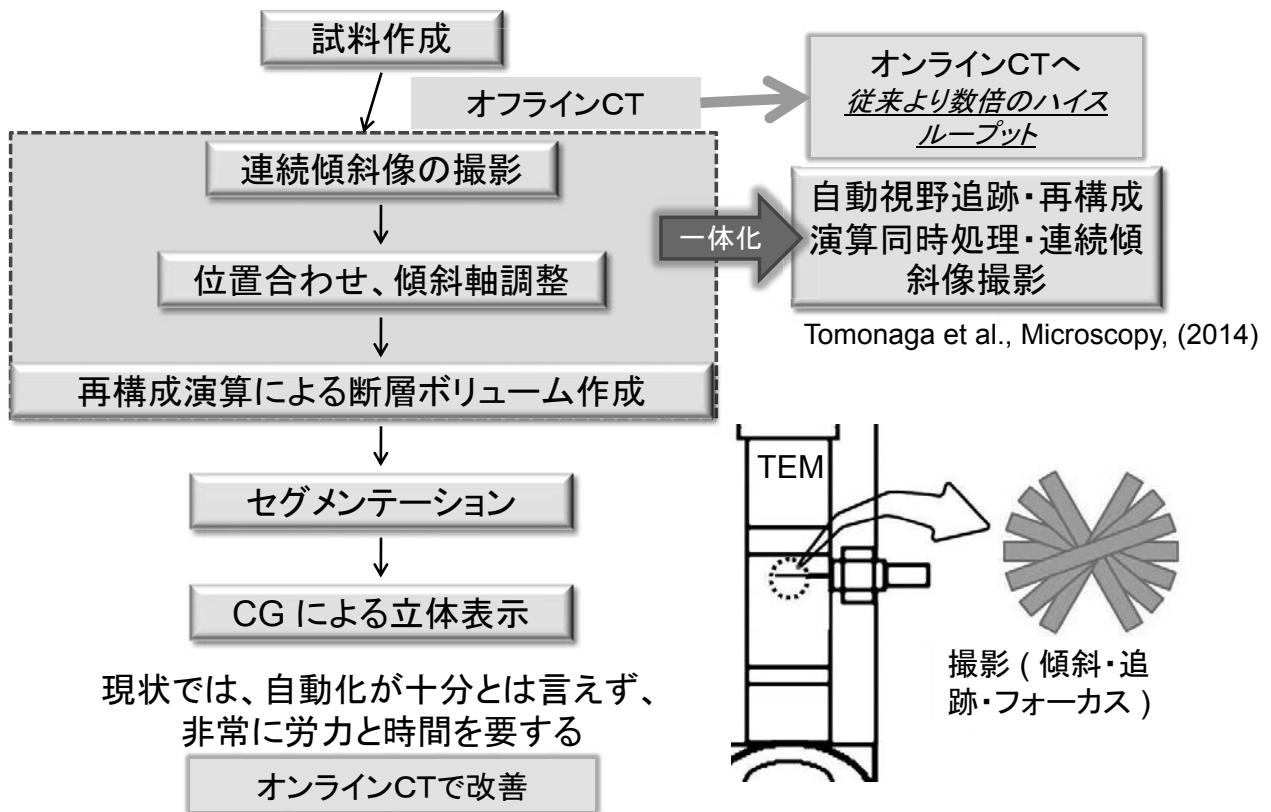 試料作成
オフラインCT
オンラインCTへ
従来より数倍のハイス
ループット
連続傾斜像の撮影
位置合わせ、傾斜軸調整
再構成演算による断層ボリューム作成
一体化
自動視野追跡・再構成
演算同時処理・連続傾
斜像撮影
Tomonaga et al., Microscopy, (2014)
セグメンテーション
CG による立体表示
現状では、自動化が十分とは言えず、
非常に労力と時間を要する
オンラインCTで改善
TEM
撮影 ( 傾斜・追
跡・フォーカス )